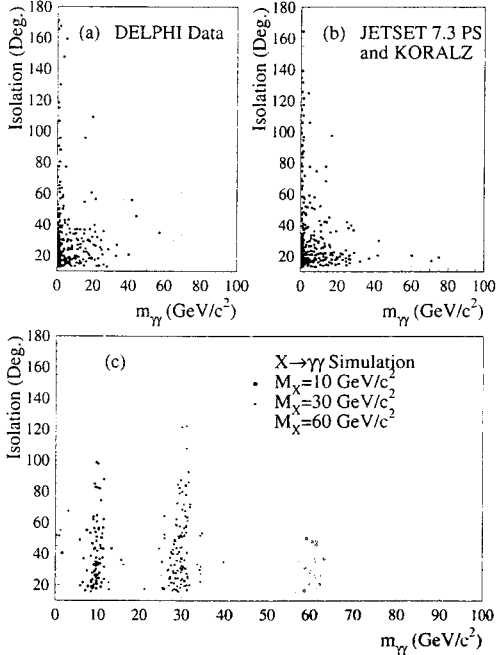 180
160
140
120
100
80
60
40
20
Isolation (Deg.)
(a) DELPHI Data
0 20 40 60 80 100
mγγ (GeV/c²)
180
160
140
120
100
80
60
40
20
Isolation (Deg.)
(b) JETSET 7.3 PS
and KORALZ
0 20 40 60 80 100
mγγ (GeV/c²)
180
160
140
120
100
80
60
40
20
Isolation (Deg.)
(c)
X→γγ Simulation
M_X=10 GeV/c²
M_X=30 GeV/c²
M_X=60 GeV/c²
0 10 20 30 40 50 60 70 80 90 100
mγγ (GeV/c²)